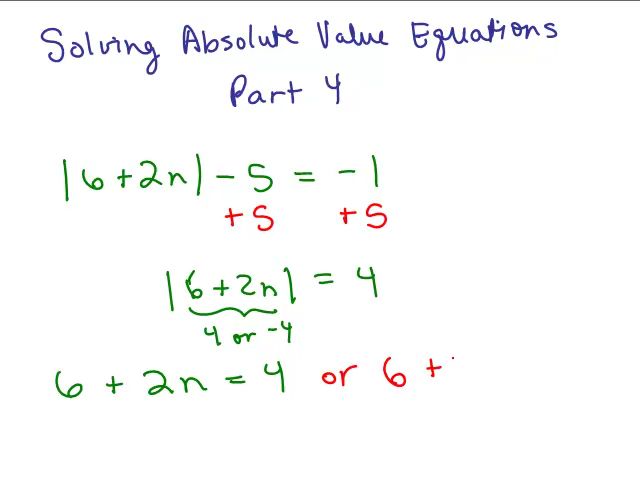 Solving Absolute Value Equations
Part 4
|6 + 2n| - 5 = -1
+5 +5
|6 + 2n| = 4
4 or -4
6 + 2n = 4 or 6 +